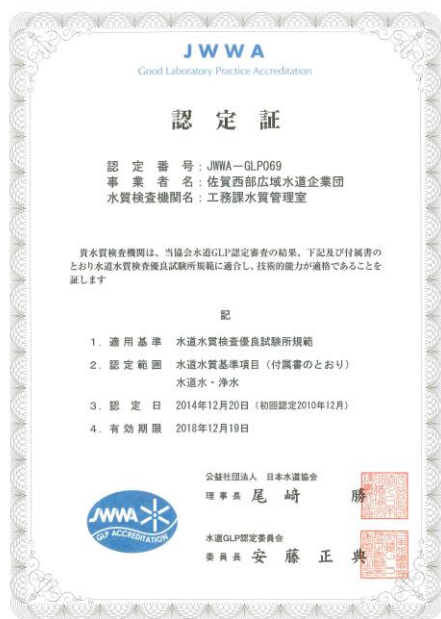 JWWA
Good Laboratory Practice Accreditation
認定証
認定番号：JWWA－GLP069
事業者名：佐賀西部広域水道企業団
水質検査機関名：工務課水質管理室
貴水質検査機関は、当協会水道GLP認定審査の結果、下記及び付属書の
とおり水道水質検査優良試験所規範に適合し、技術的能力が適格であることを
証します
記
1．適用基準 水道水質検査優良試験所規範
2．認定範囲 水道水質基準項目（付属書のとおり）
水道水・浄水
3．認定日 2014年12月20日（初回認定2010年12月）
4．有効期限 2018年12月19日
公益社団法人 日本水道協会
理事長 尾﨑 勝
水道GLP認定委員会
委員長 安藤正典
JWWA
GLP ACCREDITATION